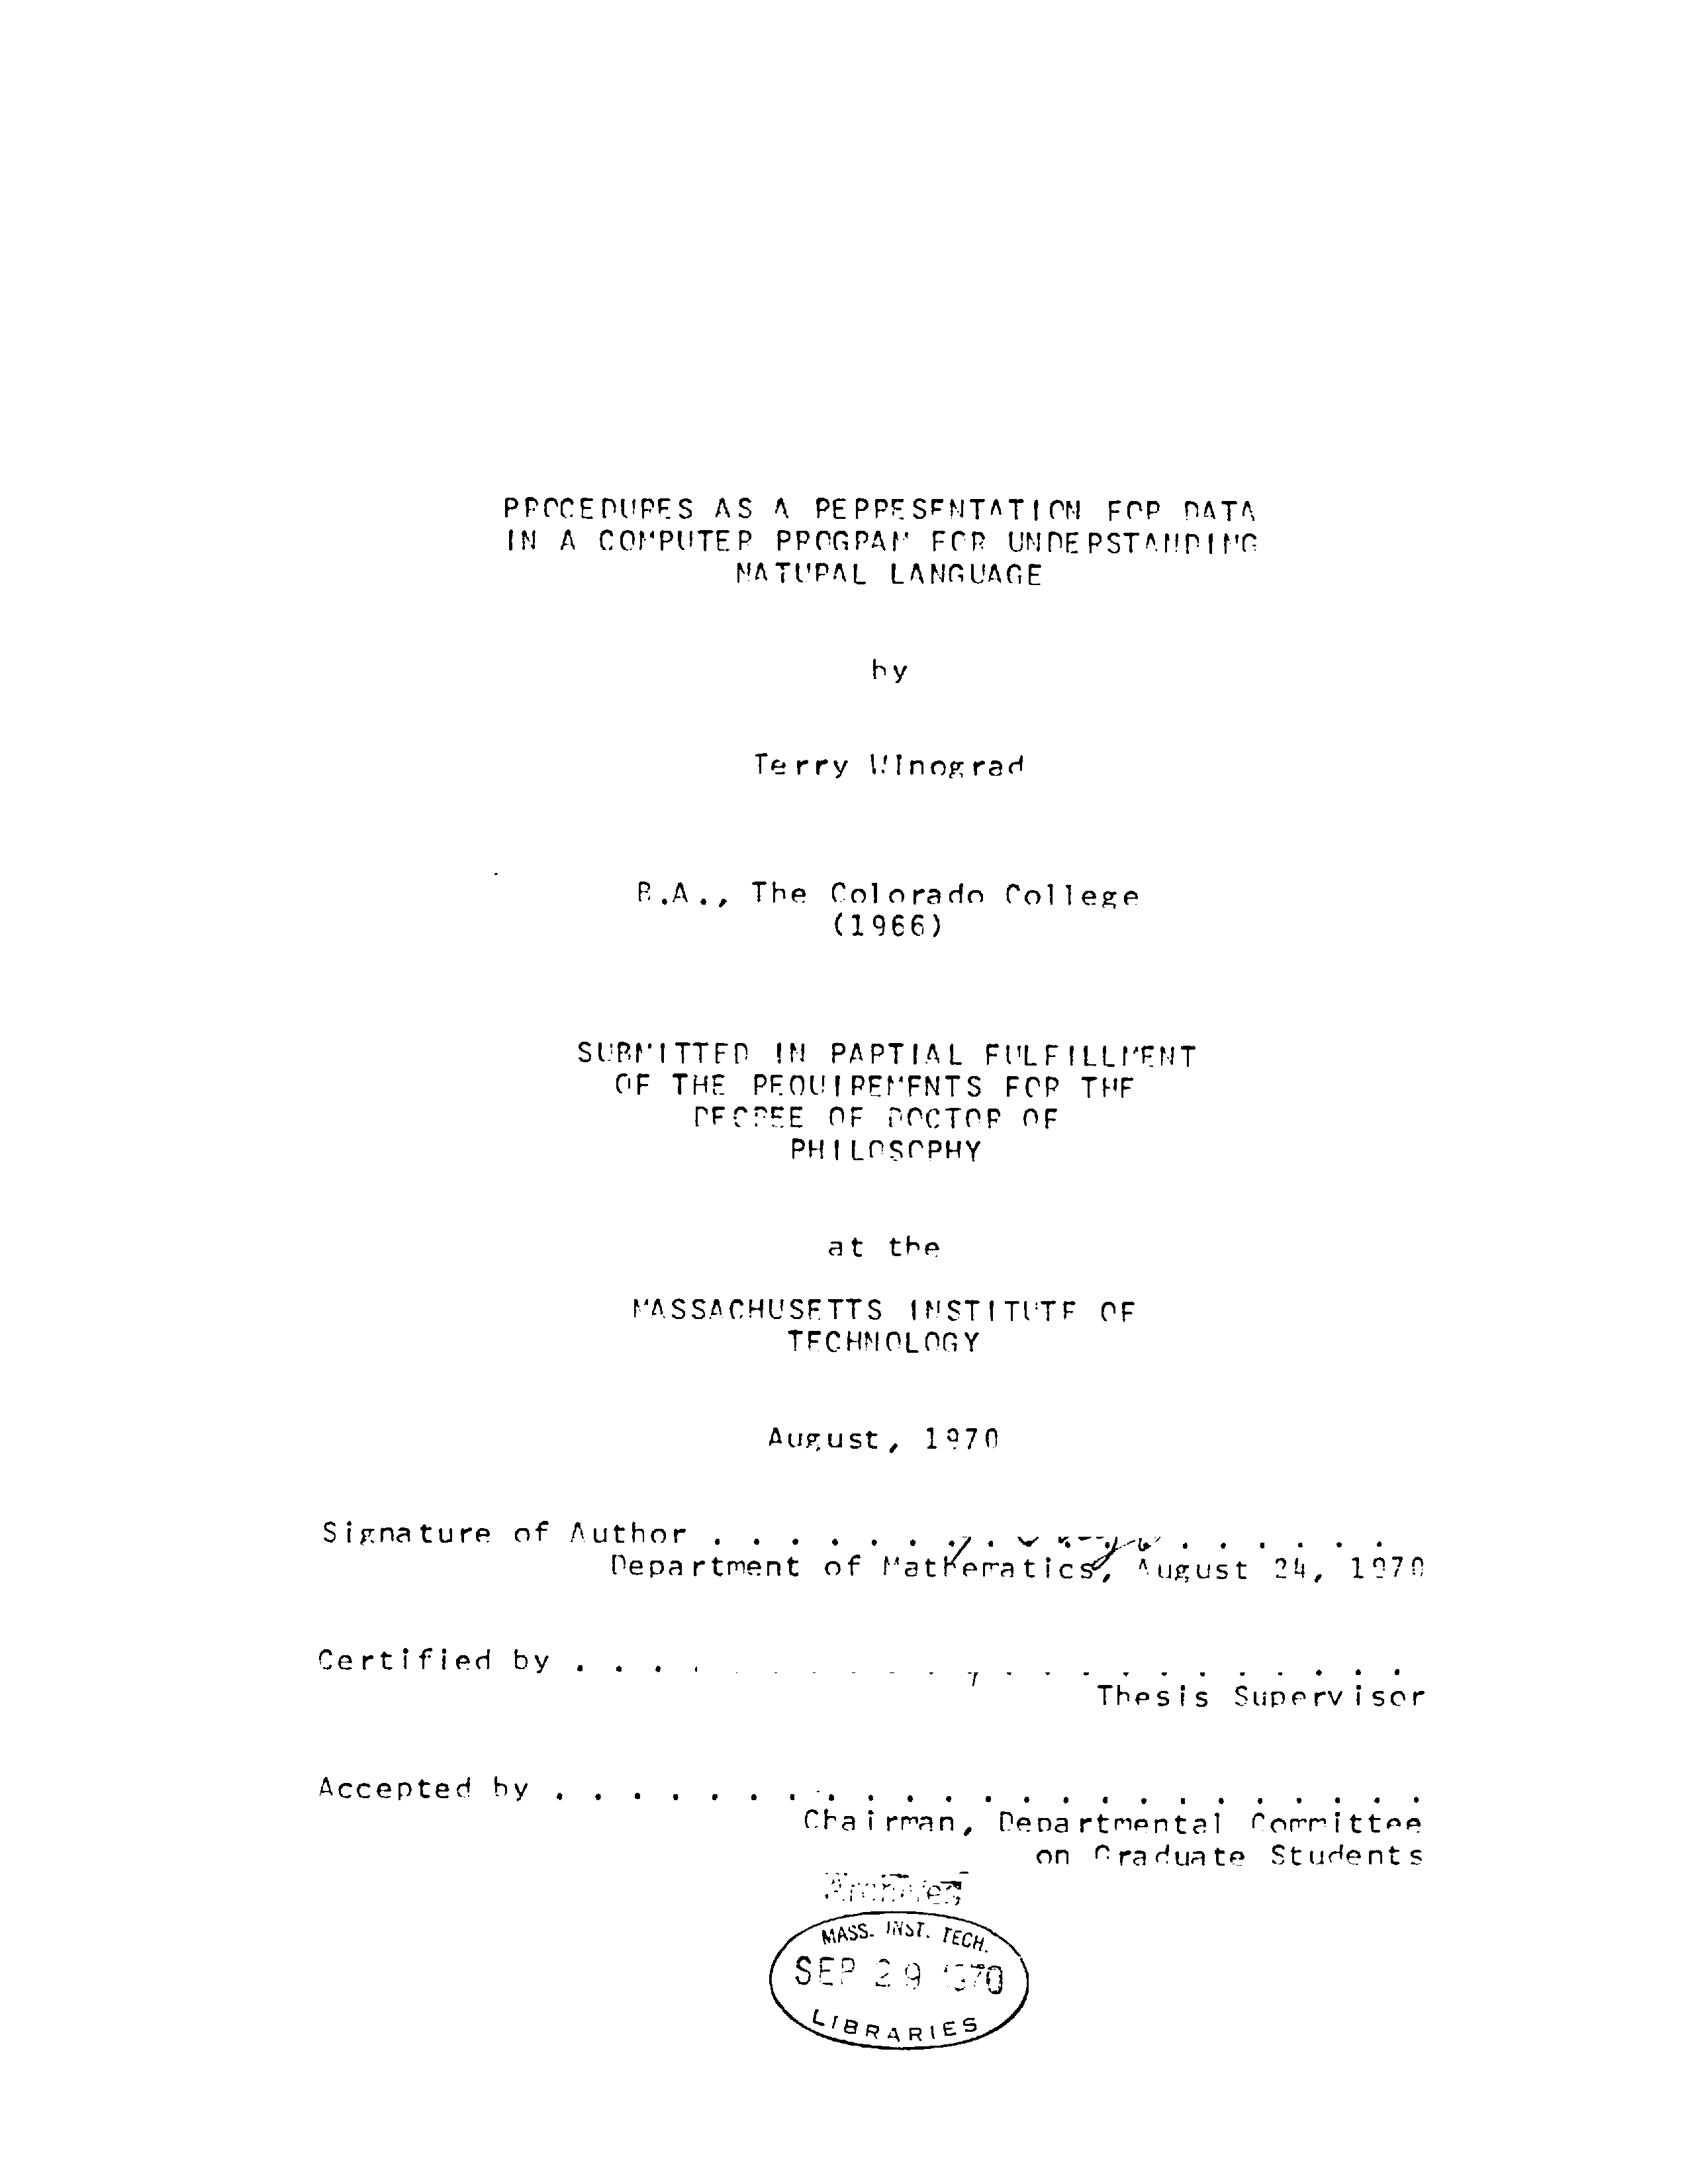 PROCEDURES AS A REPRESENTATION FOR DATA
IN A COMPUTER PROGRAM FOR UNDERSTANDING
NATURAL LANGUAGE
by
Terry Winograd
B.A., The Colorado College
(1966)
SUBMITTED IN PARTIAL FULFILLMENT
OF THE REQUIREMENTS FOR THE
DEGREE OF DOCTOR OF
PHILOSOPHY
at the
MASSACHUSETTS INSTITUTE OF
TECHNOLOGY
August, 1970
Signature of Author . . . . . . . . . . . . . . . . . .
Department of Mathematics, August 24, 1970
Certified by . . . . . . . . . . . . . . . . . . . . . .
Thesis Supervisor
Accepted by . . . . . . . . . . . . . . . . . . . . . . .
Chairman, Departmental Committee
on Graduate Students
Archives
MASS. INST. TECH.
SEP 29 1970
LIBRARIES